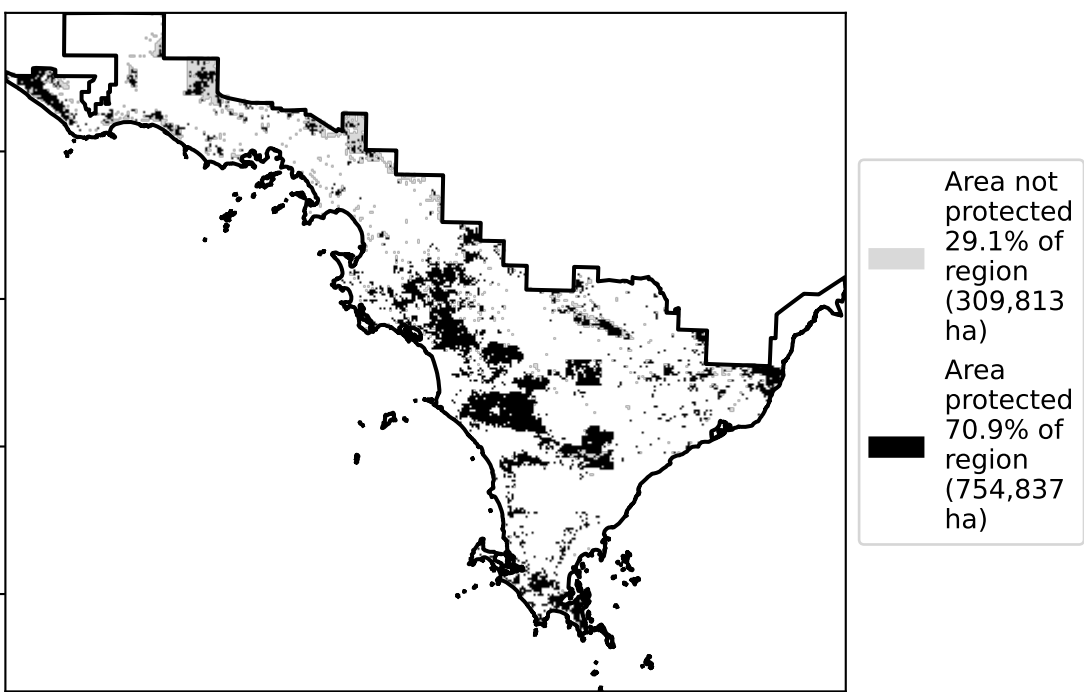 Area not
protected
29.1% of
region
(309,813
ha)
Area
protected
70.9% of
region
(754,837
ha)